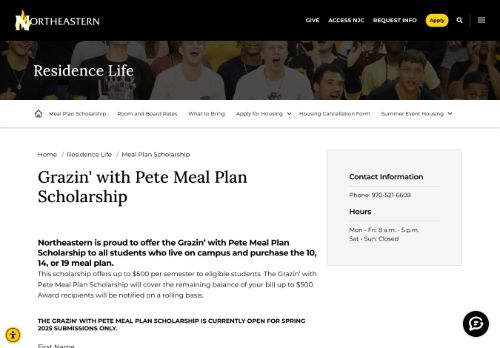 NORTHEASTERN
GIVE ACCESS NJC REQUEST INFO Apply
Residence Life
Meal Plan Scholarship Room and Board Rates What to Bring Apply for Housing Housing Cancellation Form Summer Event Housing
Home / Residence Life / Meal Plan Scholarship
Grazin' with Pete Meal Plan
Scholarship
Northeastern is proud to offer the Grazin' with Pete Meal Plan
Scholarship to all students who live on campus and purchase the 10,
14, or 19 meal plan.
This scholarship offers up to $500 per semester to eligible students. The Grazin' with
Pete Meal Plan Scholarship will cover the remaining balance of your bill up to $500.
Award recipients will be notified on a rolling basis.
THE GRAZIN' WITH PETE MEAL PLAN SCHOLARSHIP IS CURRENTLY OPEN FOR SPRING
2025 SUBMISSIONS ONLY.
First Name
Contact Information
Phone: 970-521-6608
Hours
Mon - Fri: 8 a.m. - 5 p.m.
Sat - Sun: Closed